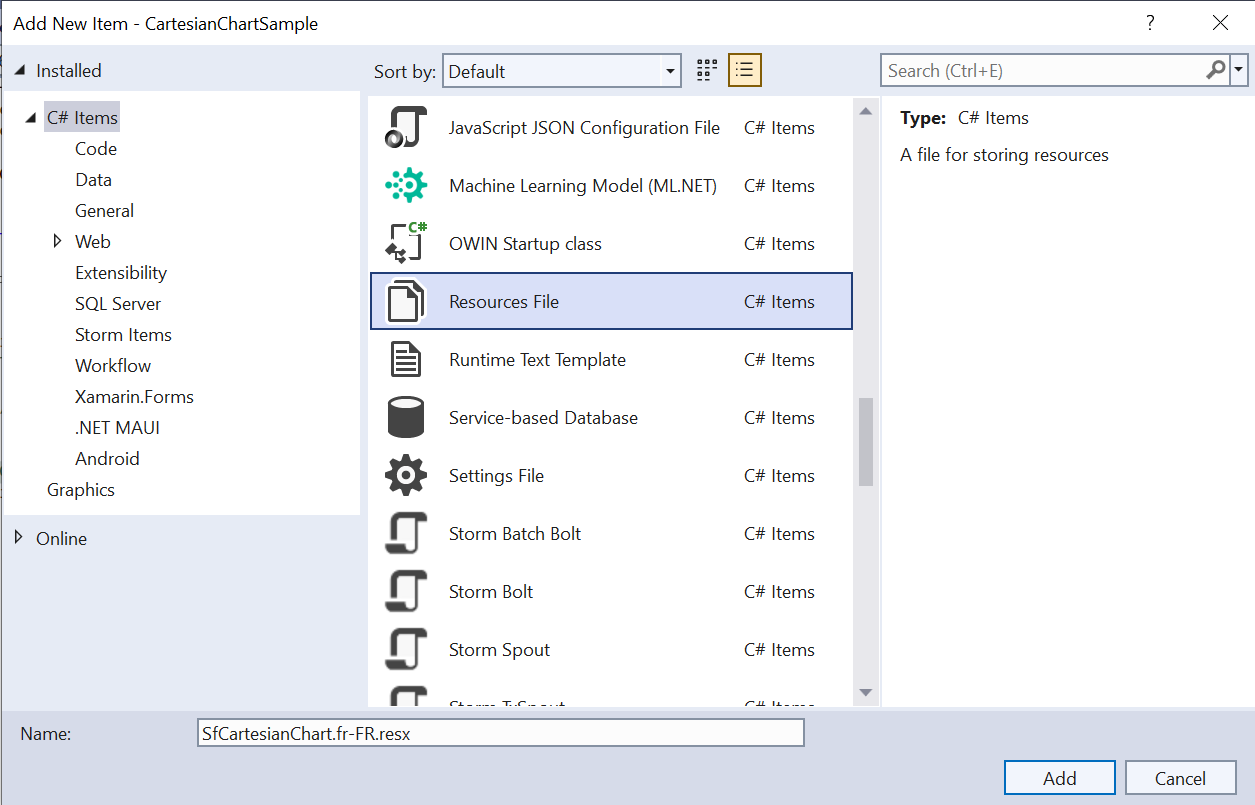 Add New Item - CartesianChartSample
?
Installed
Sort by: Default
Search (Ctrl+E)
C# Items
Code
Data
General
Web
Extensibility
SQL Server
Storm Items
Workflow
Xamarin.Forms
.NET MAUI
Android
Graphics
Online
JavaScript JSON Configuration File C# Items
Machine Learning Model (ML.NET) C# Items
C#
OWIN Startup class C# Items
Resources File C# Items
Runtime Text Template C# Items
Service-based Database C# Items
Settings File C# Items
Storm Batch Bolt C# Items
Storm Bolt C# Items
Storm Spout C# Items
Storm TxSpout C# Items
Type: C# Items
A file for storing resources
Name: SfCartesianChart.fr-FR.resx
Add Cancel